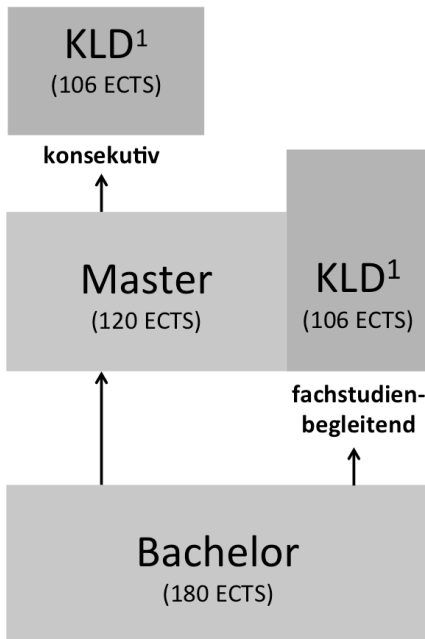 KLD¹
(106 ECTS)
konsekutiv
Master
(120 ECTS)
KLD¹
(106 ECTS)
fachstudien-
begleitend
Bachelor
(180 ECTS)